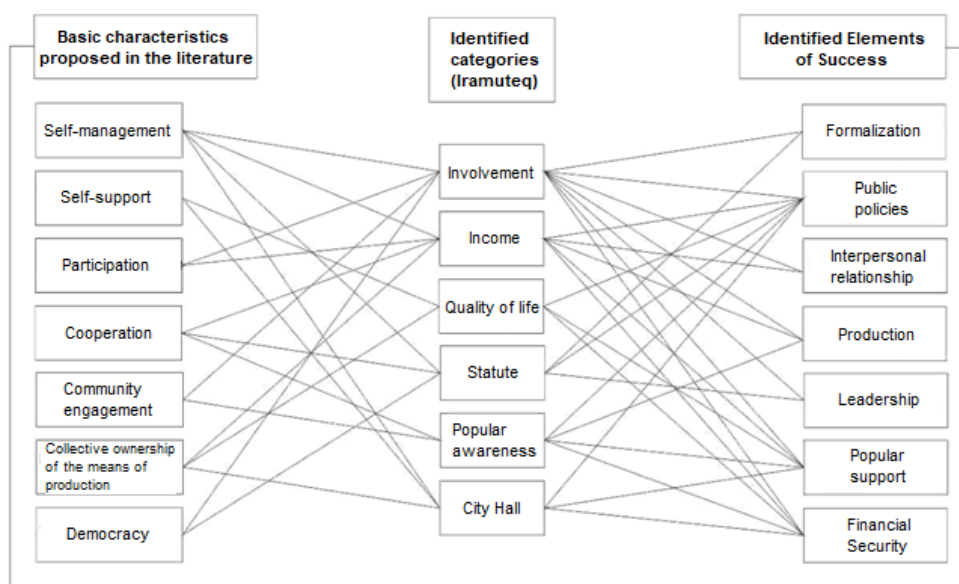 Basic characteristics
proposed in the literature
Identified
categories
(Iramuteq)
Identified Elements
of Success
Self-management
Self-support
Participation
Cooperation
Community
engagement
Collective ownership
of the means of
production
Democracy
Involvement
Income
Quality of life
Statute
Popular
awareness
City Hall
Formalization
Public
policies
Interpersonal
relationship
Production
Leadership
Popular
support
Financial
Security